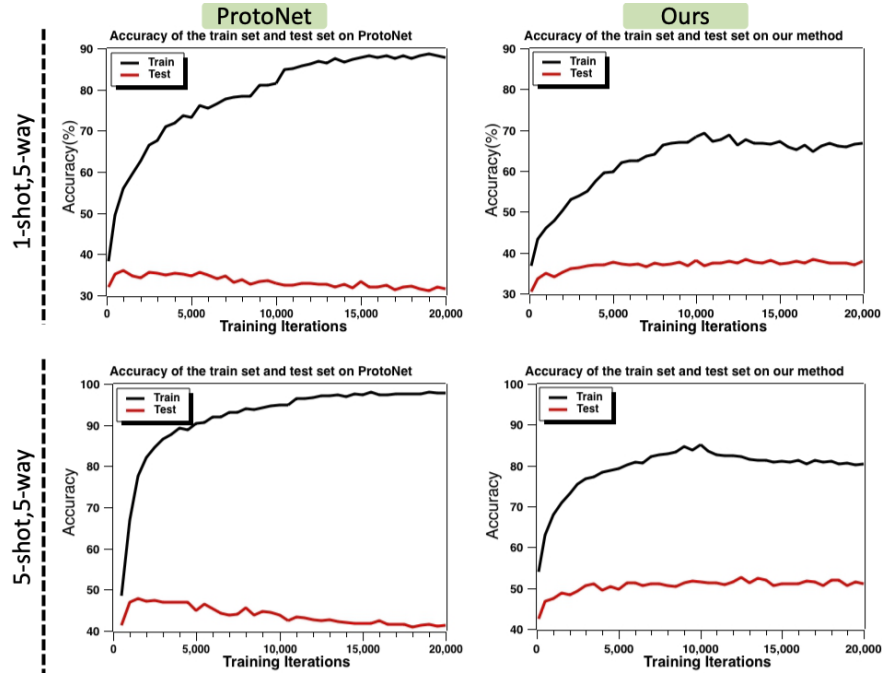 ProtoNet
Ours
1-shot,5-way
Accuracy of the train set and test set on ProtoNet
Train
Test
Accuracy(%)
90
80
70
60
50
40
30
0 5,000 10,000 15,000 20,000
Training Iterations
Accuracy of the train set and test set on our method
Train
Test
Accuracy(%)
90
80
70
60
50
40
30
0 5,000 10,000 15,000 20,000
Training Iterations
5-shot,5-way
Accuracy of the train set and test set on ProtoNet
Train
Test
Accuracy
100
90
80
70
60
50
40
0 5,000 10,000 15,000 20,000
Training Iterations
Accuracy of the train set and test set on our method
Train
Test
Accuracy
100
90
80
70
60
50
40
0 5,000 10,000 15,000 20,000
Training Iterations